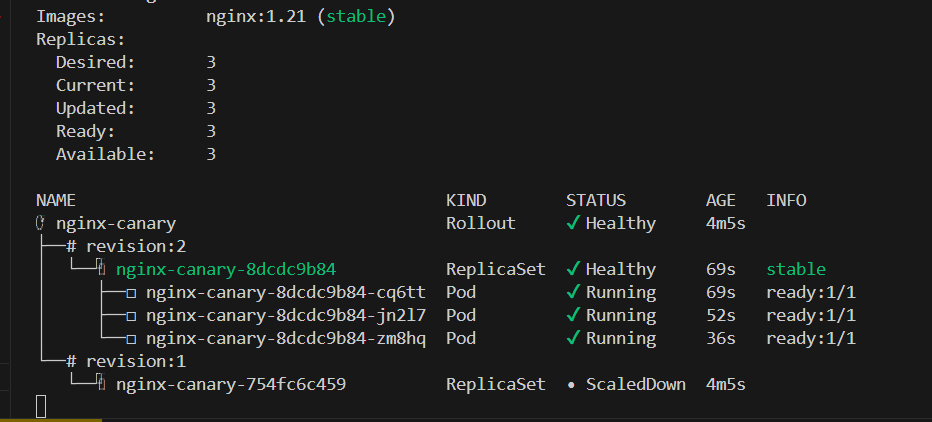 Images:          nginx:1.21 (stable)
Replicas:
  Desired:       3
  Current:       3
  Updated:       3
  Ready:         3
  Available:     3
NAME                                     KIND        STATUS        AGE   INFO
nginx-canary                           Rollout     ✔ Healthy     4m5s
├──# revision:2
│  └──nginx-canary-8dcdc9b84           ReplicaSet  ✔ Healthy     69s   stable
│     ├──□ nginx-canary-8dcdc9b84-cq6tt  Pod         ✔ Running     69s   ready:1/1
│     ├──□ nginx-canary-8dcdc9b84-jn2l7  Pod         ✔ Running     52s   ready:1/1
│     └──□ nginx-canary-8dcdc9b84-zm8hq  Pod         ✔ Running     36s   ready:1/1
└──# revision:1
   └──nginx-canary-754fc6c459          ReplicaSet  • ScaledDown  4m5s